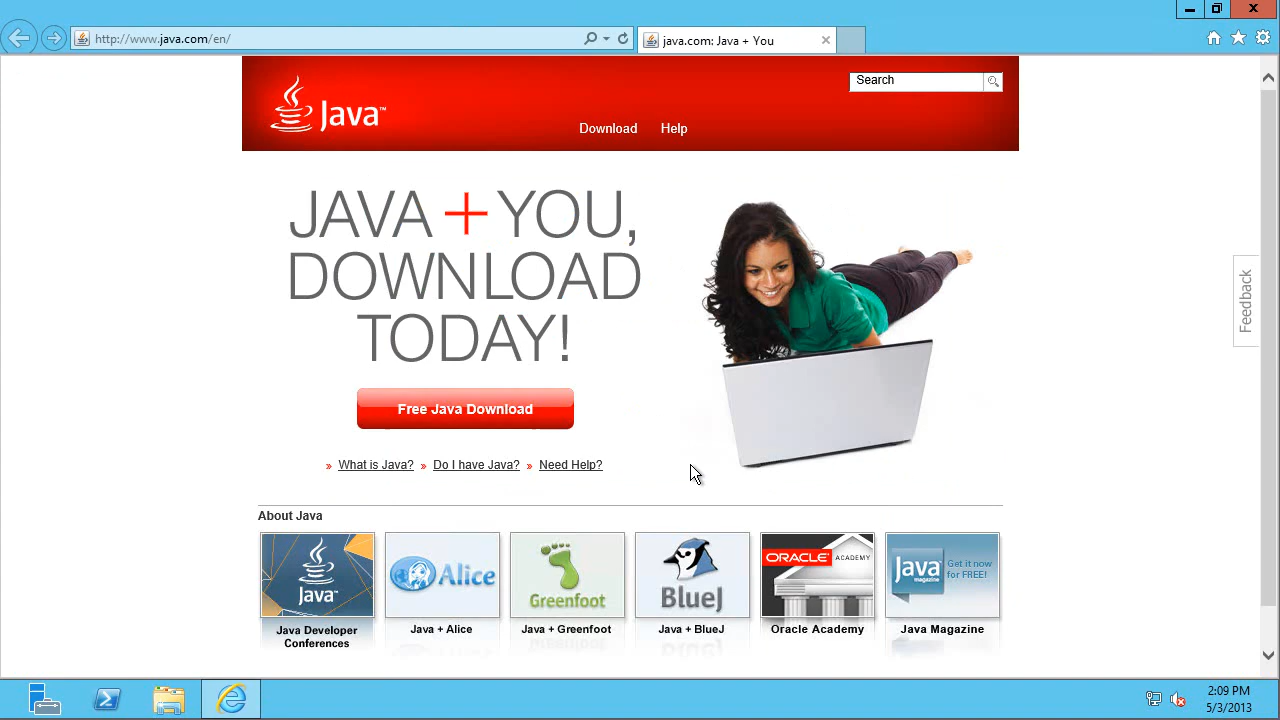 http://www.java.com/en/
java.com: Java + You
Java™
Search
Download Help
JAVA + YOU,
DOWNLOAD
TODAY!
Free Java Download
» What is Java? » Do I have Java? » Need Help?
Feedback
About Java
Java™
Alice
Greenfoot
BlueJ
ORACLE ACADEMY
Java magazine
Get it now
for FREE!
Java Developer
Conferences
Java + Alice
Java + Greenfoot
Java + BlueJ
Oracle Academy
Java Magazine
2:09 PM
5/3/2013